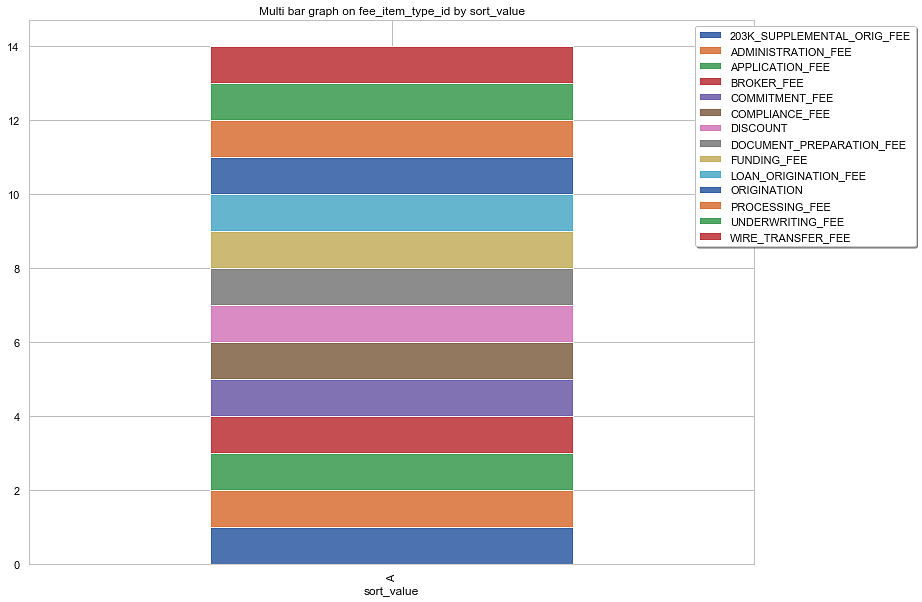 Multi bar graph on fee_item_type_id by sort_value
14
12
10
8
6
4
2
0
A
sort_value
203K_SUPPLEMENTAL_ORIG_FEE
ADMINISTRATION_FEE
APPLICATION_FEE
BROKER_FEE
COMMITMENT_FEE
COMPLIANCE_FEE
DISCOUNT
DOCUMENT_PREPARATION_FEE
FUNDING_FEE
LOAN_ORIGINATION_FEE
ORIGINATION
PROCESSING_FEE
UNDERWRITING_FEE
WIRE_TRANSFER_FEE